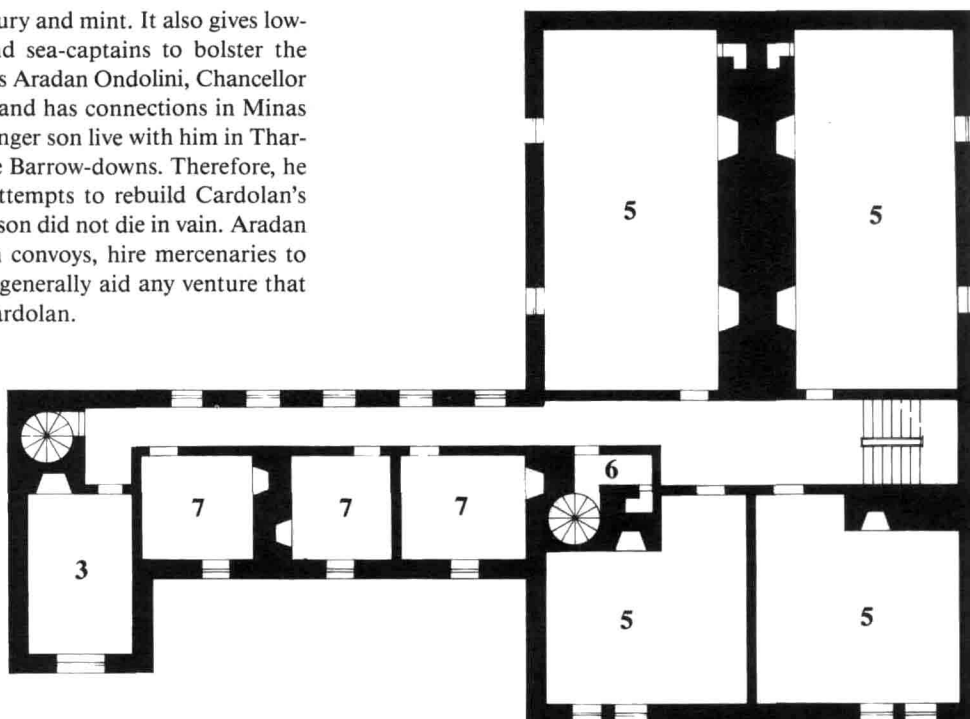 ury and mint. It also gives low-
nd sea-captains to bolster the
s Aradan Ondolini, Chancellor
and has connections in Minas
nger son live with him in Thar-
e Barrow-downs. Therefore, he
ttempts to rebuild Cardolan's
son did not die in vain. Aradan
convoys, hire mercenaries to
generally aid any venture that
ardolan.
5
5
6
7
7
7
3
5
5